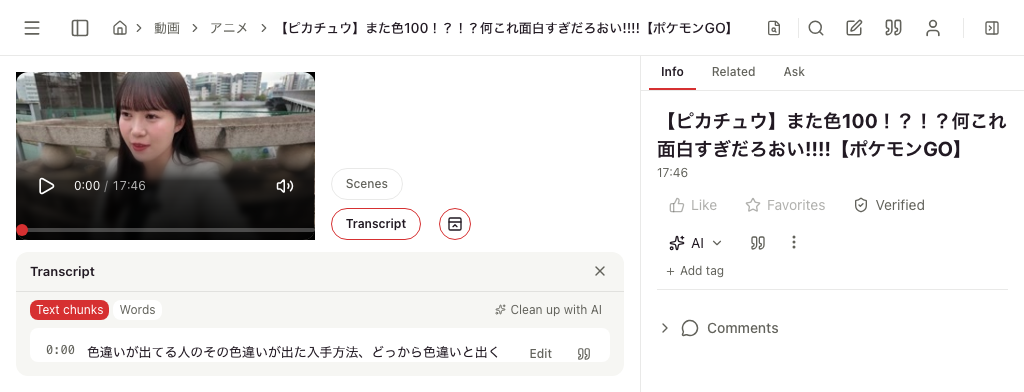 動画 アニメ 【ピカチュウ】また色100！？！？何これ面白すぎだろおい!!!!【ポケモンGO】
0:00 / 17:46
Scenes
Transcript
Transcript
Text chunks Words Clean up with AI
0:00 色違いが出てる人のその色違いが出た入手方法、どっから色違いと出く Edit
Info Related Ask
【ピカチュウ】また色100！？！？何これ
面白すぎだろおい!!!!【ポケモンGO】
17:46
Like Favorites Verified
AI
+ Add tag
Comments